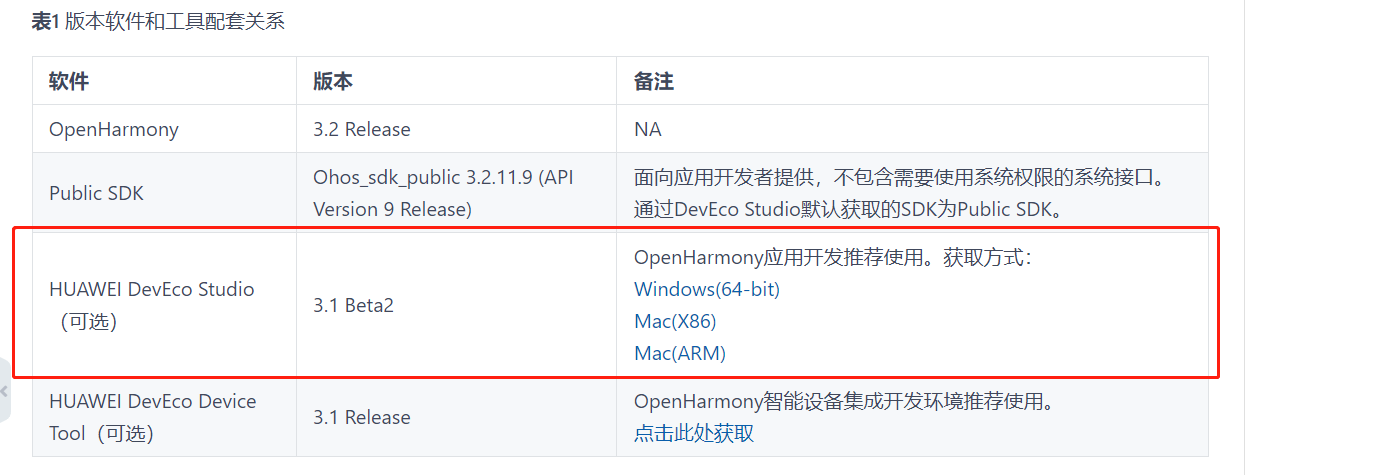 表1 版本软件和工具配套关系
软件 版本 备注
OpenHarmony 3.2 Release NA
Public SDK
Ohos_sdk_public 3.2.11.9 (API
Version 9 Release)
面向应用开发者提供，不包含需要使用系统权限的系统接口。
通过DevEco Studio默认获取的SDK为Public SDK。
HUAWEI DevEco Studio
（可选）
3.1 Beta2
OpenHarmony应用开发推荐使用。获取方式：
Windows(64-bit)
Mac(X86)
Mac(ARM)
HUAWEI DevEco Device
Tool（可选）
3.1 Release
OpenHarmony智能设备集成开发环境推荐使用。
点击此处获取